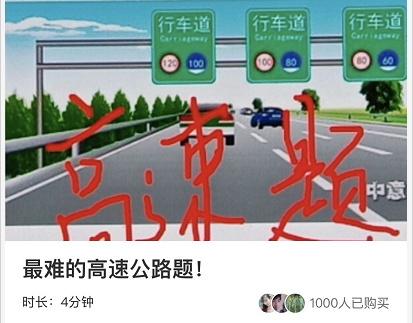 行车道 行车道 行车道
Carriageway Carriageway Carriageway
120 100 100 80 80 60
高速题
中意
最难的高速公路题！
时长：4分钟 1000人已购买